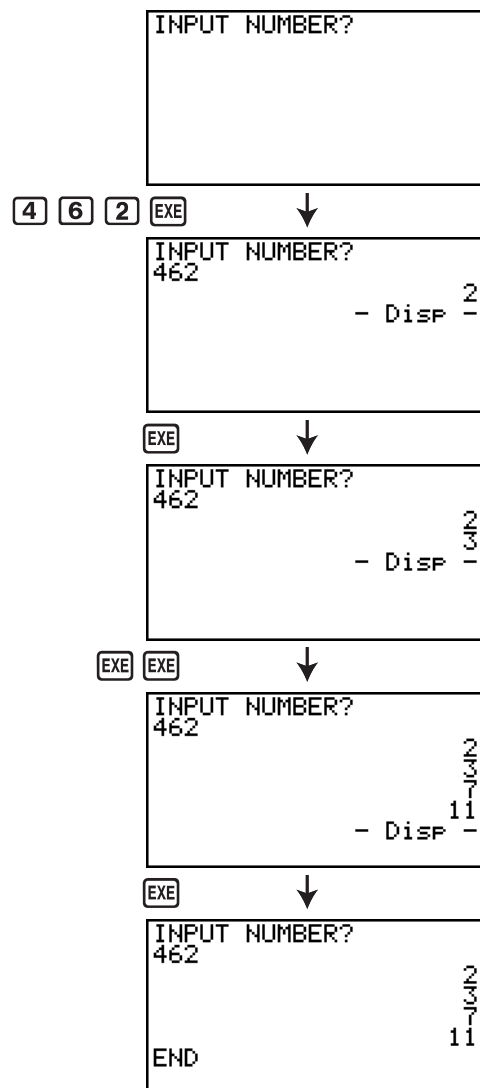 INPUT NUMBER?
4 6 2 EXE
INPUT NUMBER?
462
2
- Disp -
EXE
INPUT NUMBER?
462
2
3
- Disp -
EXE EXE
INPUT NUMBER?
462
2
3
7
11
- Disp -
EXE
INPUT NUMBER?
462
2
3
7
11
END